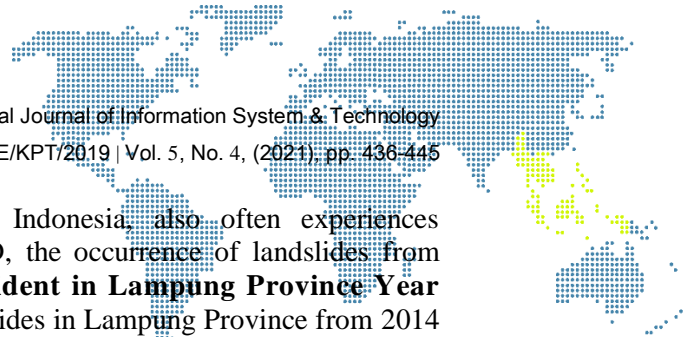 al Journal of Information System & Technology
E/KPT/2019 | Vol. 5, No. 4, (2021), pp. 436-445
Indonesia, also often experiences
, the occurrence of landslides from
dent in Lampung Province Year
ides in Lampung Province from 2014